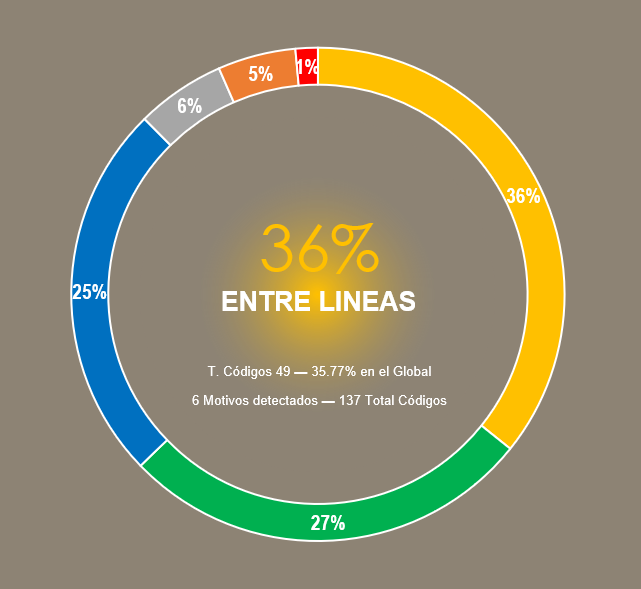 1%
5%
6%
36%
36%
ENTRE LINEAS
25%
T. Códigos 49 — 35.77% en el Global
6 Motivos detectados — 137 Total Códigos
27%